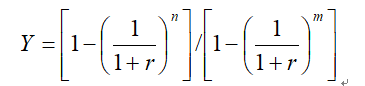 Y = [1 − (1/(1+r))^n] / [1 − (1/(1+r))^m] ↵